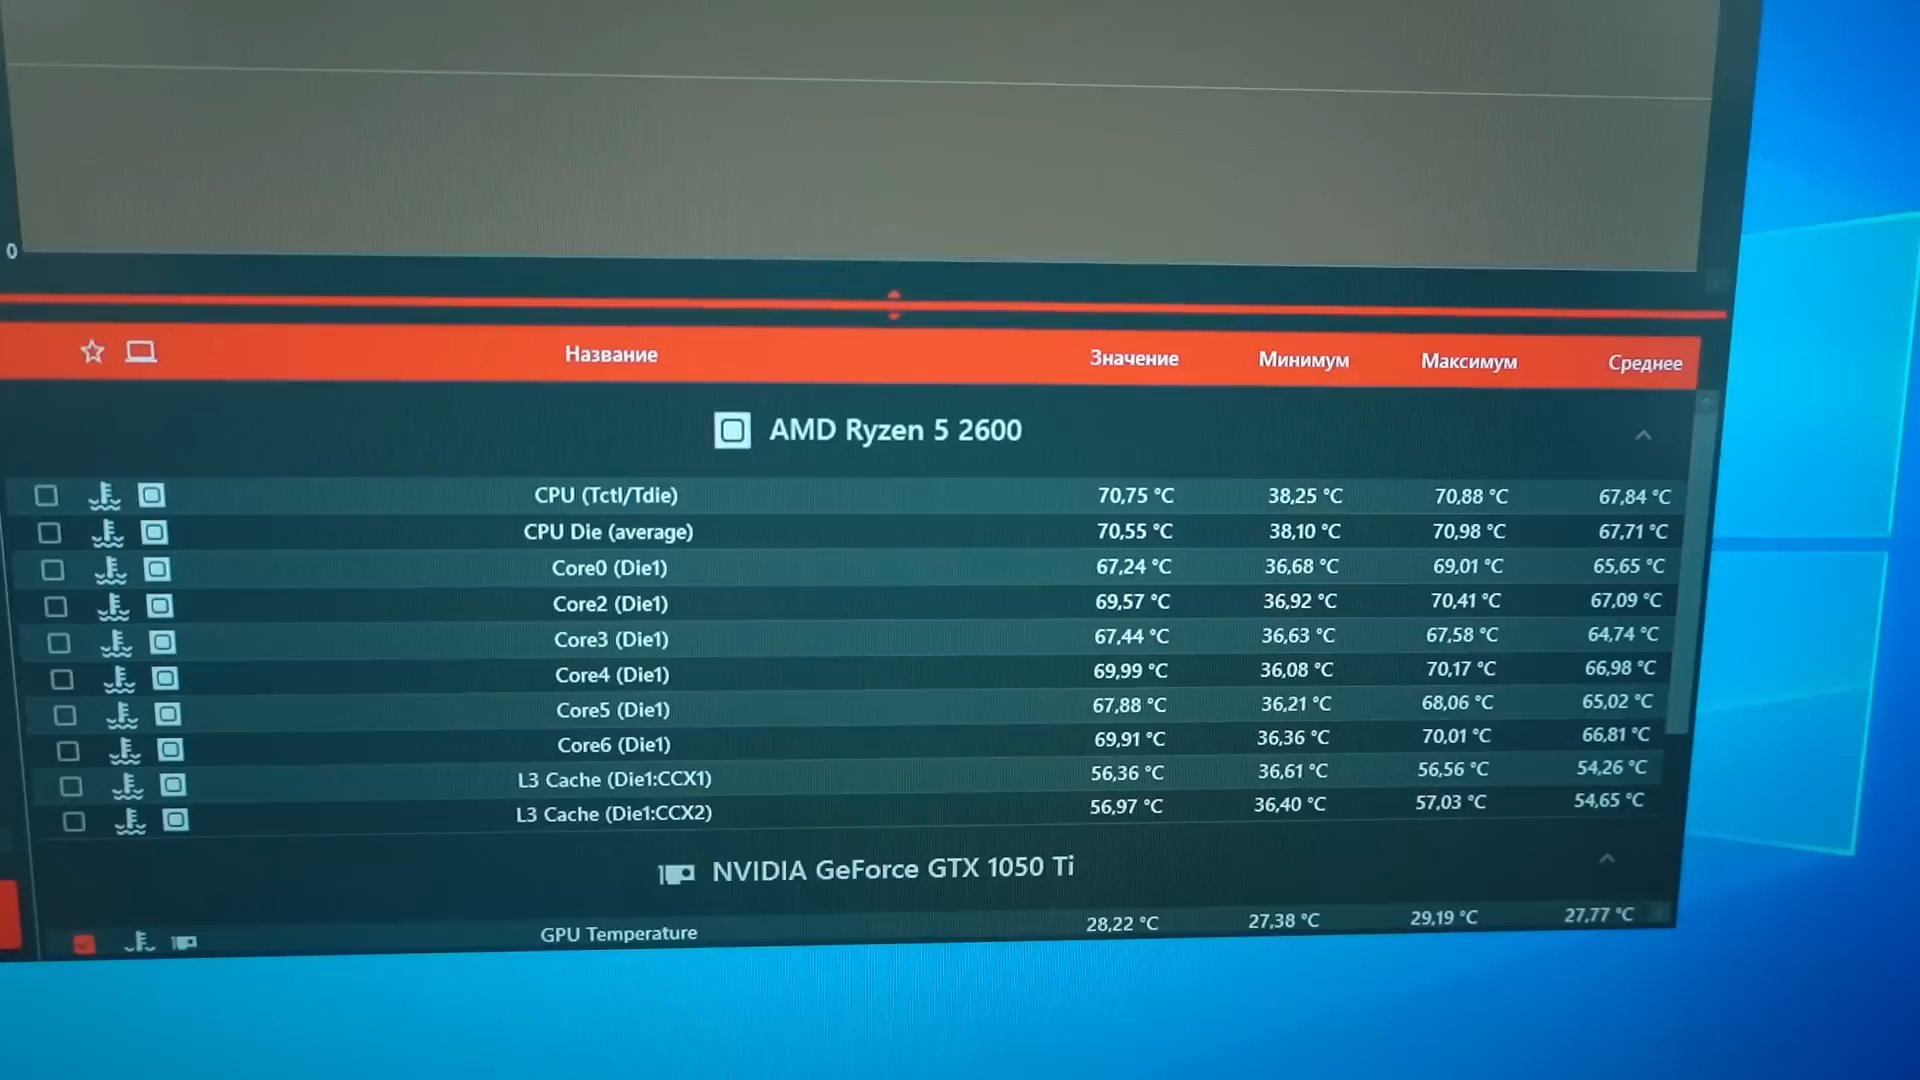 0
Название Значение Минимум Максимум Среднее
AMD Ryzen 5 2600
CPU (Tctl/Tdie) 70,75 °C 38,25 °C 70,88 °C 67,84 °C
CPU Die (average) 70,55 °C 38,10 °C 70,98 °C 67,71 °C
Core0 (Die1) 67,24 °C 36,68 °C 69,01 °C 65,65 °C
Core2 (Die1) 69,57 °C 36,92 °C 70,41 °C 67,09 °C
Core3 (Die1) 67,44 °C 36,63 °C 67,58 °C 64,74 °C
Core4 (Die1) 69,99 °C 36,08 °C 70,17 °C 66,98 °C
Core5 (Die1) 67,88 °C 36,21 °C 68,06 °C 65,02 °C
Core6 (Die1) 69,91 °C 36,36 °C 70,01 °C 66,81 °C
L3 Cache (Die1:CCX1) 56,36 °C 36,61 °C 56,56 °C 54,26 °C
L3 Cache (Die1:CCX2) 56,97 °C 36,40 °C 57,03 °C 54,65 °C
NVIDIA GeForce GTX 1050 Ti
GPU Temperature 28,22 °C 27,38 °C 29,19 °C 27,77 °C